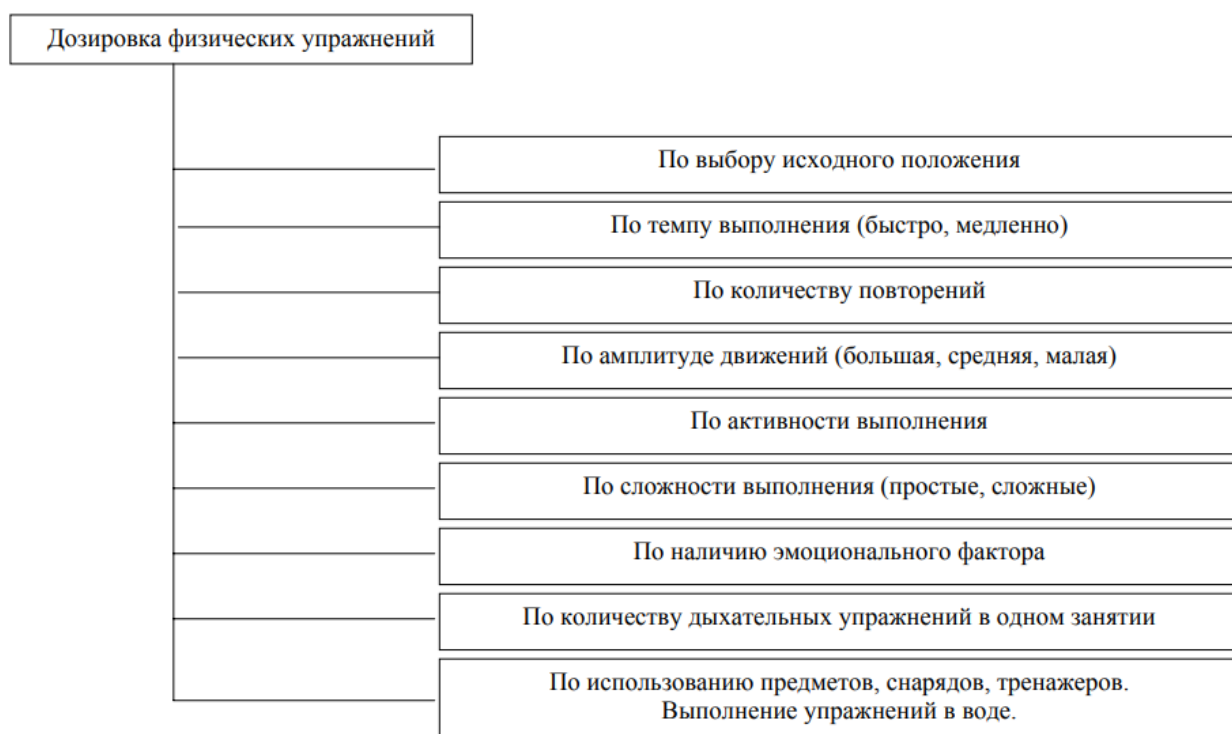 Дозировка физических упражнений
По выбору исходного положения
По темпу выполнения (быстро, медленно)
По количеству повторений
По амплитуде движений (большая, средняя, малая)
По активности выполнения
По сложности выполнения (простые, сложные)
По наличию эмоционального фактора
По количеству дыхательных упражнений в одном занятии
По использованию предметов, снарядов, тренажеров.
Выполнение упражнений в воде.